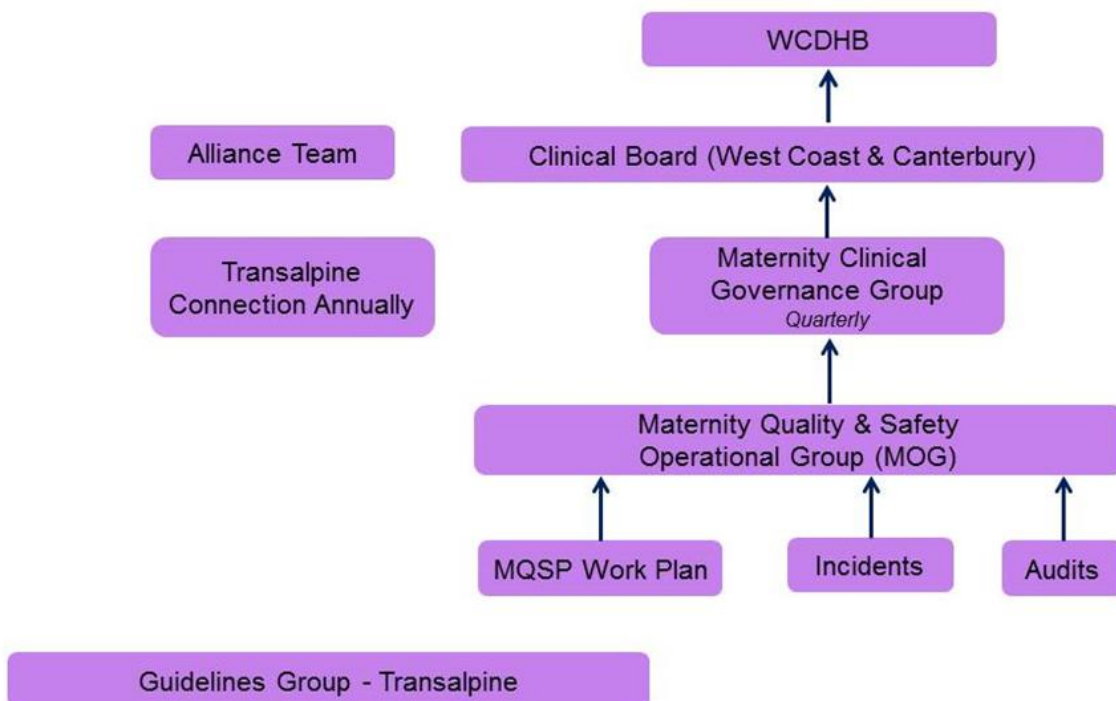 WCDHB
Alliance Team
Clinical Board (West Coast & Canterbury)
Transalpine
Connection Annually
Maternity Clinical
Governance Group
Quarterly
Maternity Quality & Safety
Operational Group (MOG)
MQSP Work Plan
Incidents
Audits
Guidelines Group - Transalpine